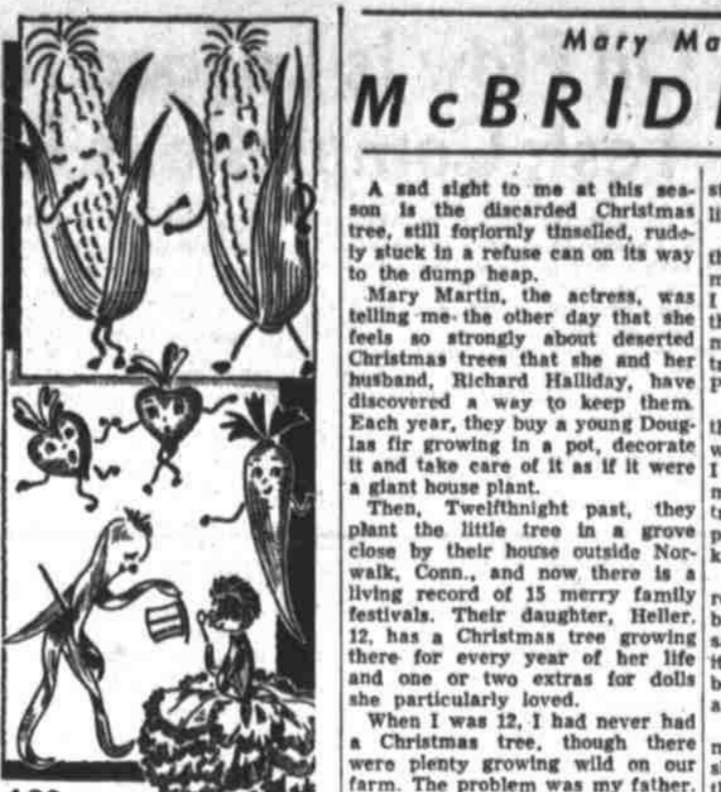 Mary Ma
McBRID
A sad sight to me at this sea-
son is the discarded Christmas
tree, still forlornly tinselled, rude-
ly stuck in a refuse can on its way
to the dump heap.
Mary Martin, the actress, was
telling me the other day that she
feels so strongly about deserted
Christmas trees that she and her
husband, Richard Halliday, have
discovered a way to keep them.
Each year, they buy a young Doug-
las fir growing in a pot, decorate
it and take care of it as if it were
a giant house plant.
Then, Twelfthnight past, they
plant the little tree in a grove
close by their house outside Nor-
walk, Conn., and now there is a
living record of 15 merry family
festivals. Their daughter, Heller,
12, has a Christmas tree growing
there for every year of her life
and one or two extras for dolls
she particularly loved.
When I was 12, I had never had
a Christmas tree, though there
were plenty growing wild on our
farm. The problem was my father.